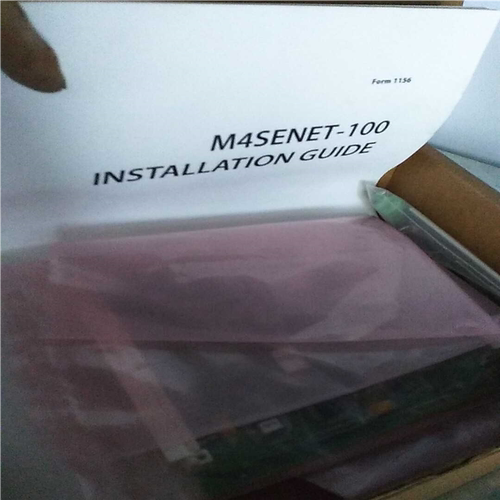 Form 1156
M4SENET-100
INSTALLATION GUIDE